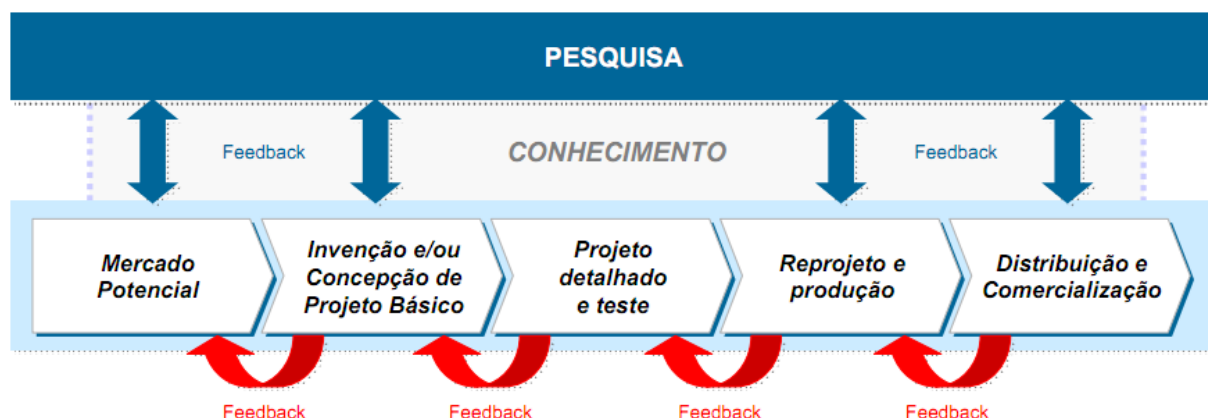 PESQUISA
Feedback
CONHECIMENTO
Feedback
Mercado
Potencial
Invenção e/ou
Concepção de
Projeto Básico
Projeto
detalhado
e teste
Reprojeto e
produção
Distribuição e
Comercialização
Feedback
Feedback
Feedback
Feedback